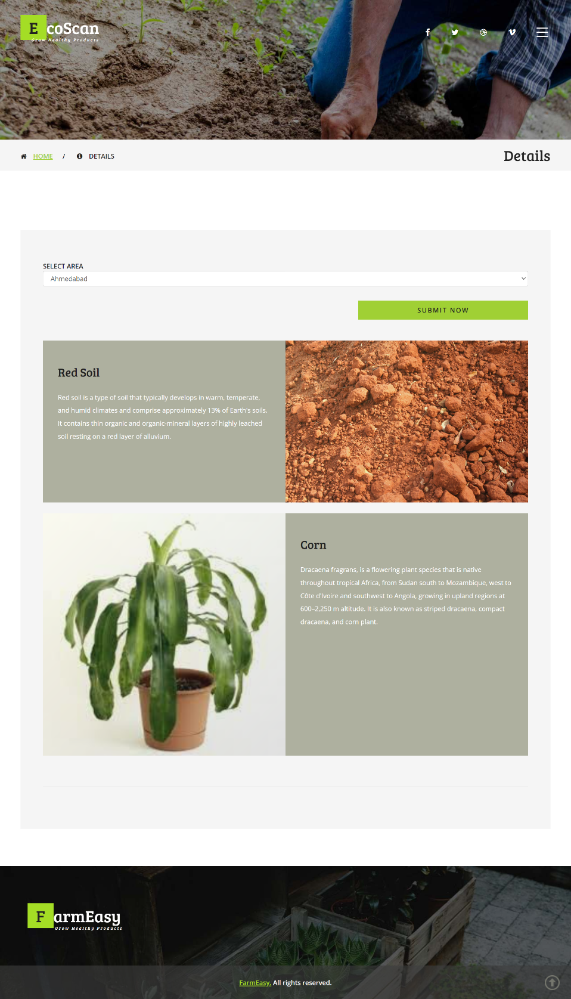 EcoScan
Grow Healthy Products
HOME / DETAILS
Details
SELECT AREA
Ahmedabad
SUBMIT NOW
Red Soil
Red soil is a type of soil that typically develops in warm, temperate,
and humid climates and comprise approximately 13% of Earth's soils.
It contains thin organic and organic-mineral layers of highly leached
soil resting on a red layer of alluvium.
Corn
Dracaena fragrans, is a flowering plant species that is native
throughout tropical Africa, from Sudan south to Mozambique, west to
Côte d'Ivoire and southwest to Angola, growing in upland regions at
600–2,250 m altitude. It is also known as striped dracaena, compact
dracaena, and corn plant.
FarmEasy
Grow Healthy Products
FarmEasy. All rights reserved.